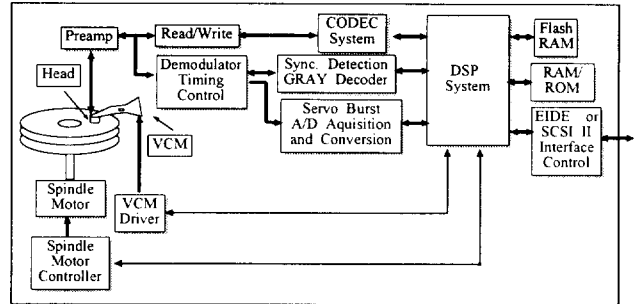 Preamp
Read/Write
CODEC
System
Flash
RAM
Head
Demodulator
Timing
Control
Sync. Detection
GRAY Decoder
DSP
System
RAM/
ROM
Servo Burst
A/D Aquisition
and Conversion
EIDE or
SCSI II
Interface
Control
VCM
Spindle
Motor
VCM
Driver
Spindle
Motor
Controller